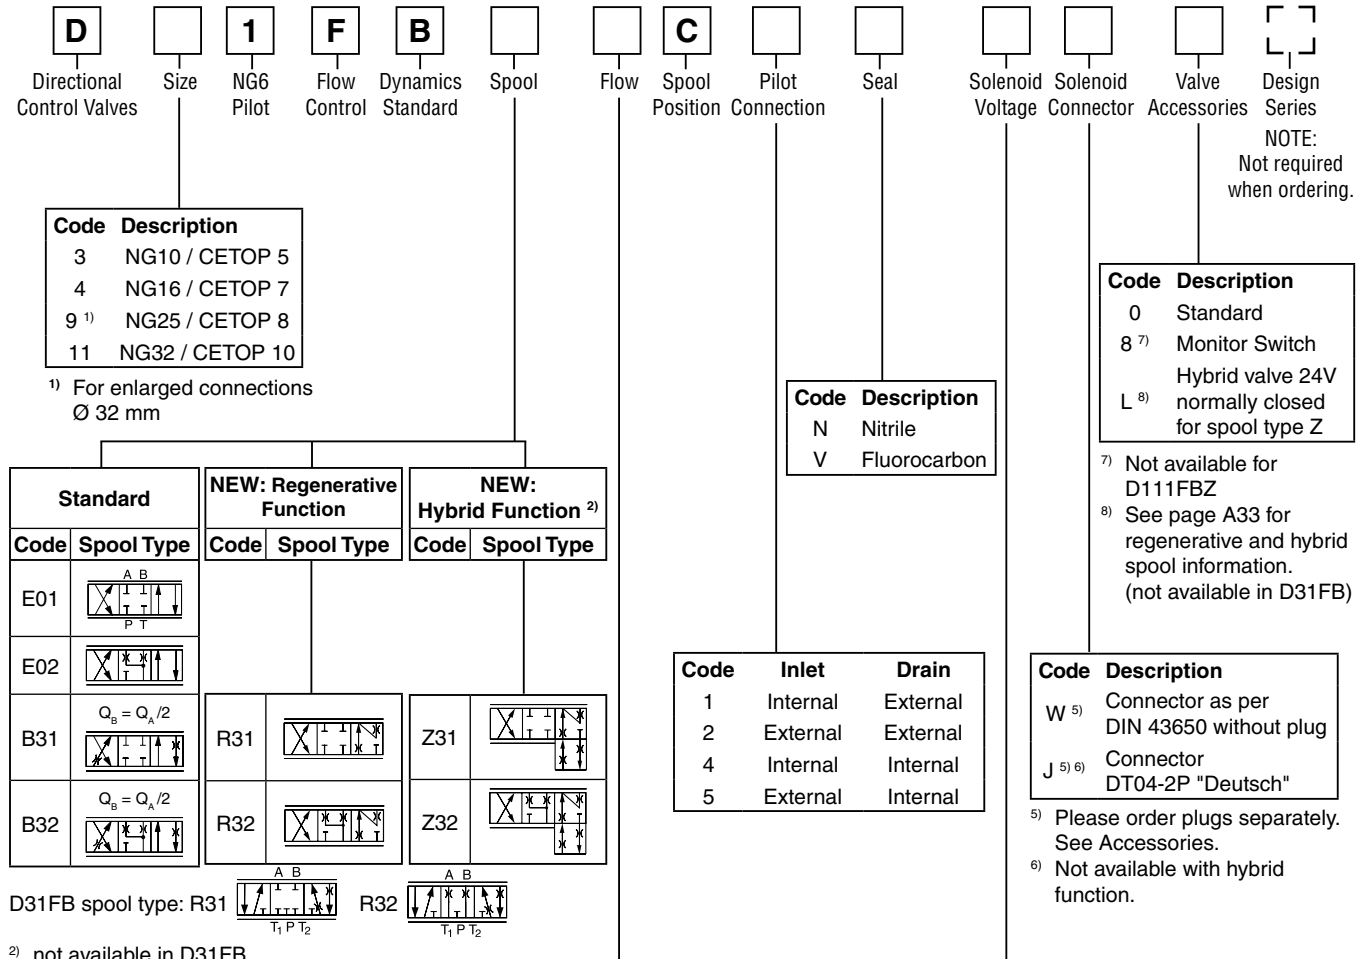 D 1 F B C
Directional Control Valves
Size
NG6 Pilot
Flow Control
Dynamics Standard
Spool
Flow
Spool Position
Pilot Connection
Seal
Solenoid Voltage
Solenoid Connector
Valve Accessories
Design Series
NOTE:
Not required
when ordering.
Code Description
3 NG10 / CETOP 5
4 NG16 / CETOP 7
9 1) NG25 / CETOP 8
11 NG32 / CETOP 10
1) For enlarged connections
Ø 32 mm
Code Description
0 Standard
8 7) Monitor Switch
L 8) Hybrid valve 24V
normally closed
for spool type Z
7) Not available for
D111FBZ
8) See page A33 for
regenerative and hybrid
spool information.
(not available in D31FB)
Code Description
N Nitrile
V Fluorocarbon
Standard
Code Spool Type
E01
A B
P T
E02
B31
QB = QA/2
B32
QB = QA/2
NEW: Regenerative
Function
Code Spool Type
R31
R32
NEW:
Hybrid Function 2)
Code Spool Type
Z31
Z32
Code Inlet Drain
1 Internal External
2 External External
4 Internal Internal
5 External Internal
Code Description
W 5) Connector as per
DIN 43650 without plug
J 5) 6) Connector
DT04-2P "Deutsch"
5) Please order plugs separately.
See Accessories.
6) Not available with hybrid
function.
D31FB spool type: R31
A B
T1 P T2
R32
A B
T1 P T2
2) not available in D31FB